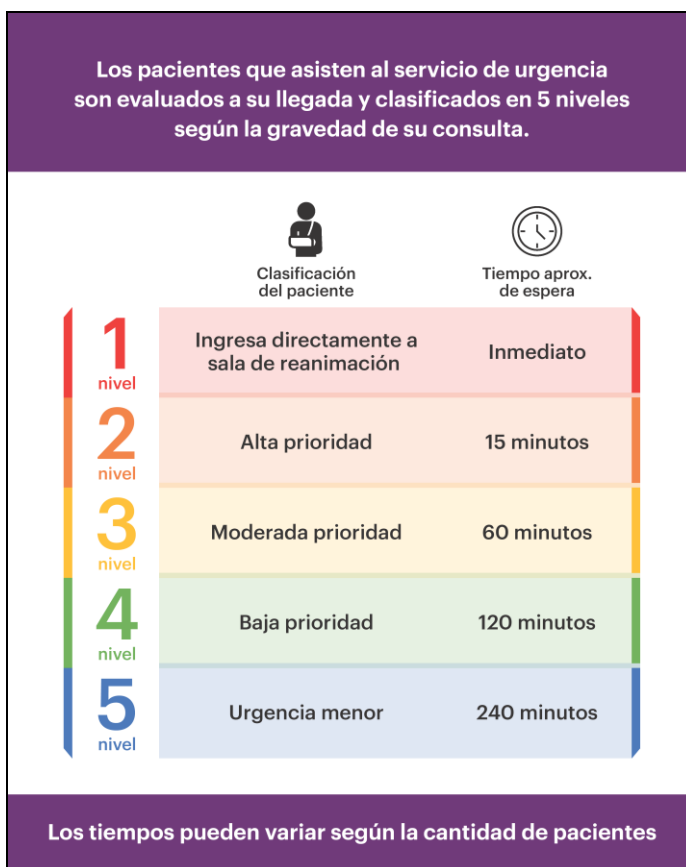 Los pacientes que asisten al servicio de urgencia
son evaluados a su llegada y clasificados en 5 niveles
según la gravedad de su consulta.
Clasificación
del paciente
Tiempo aprox.
de espera
1
nivel
Ingresa directamente a
sala de reanimación
Inmediato
2
nivel
Alta prioridad
15 minutos
3
nivel
Moderada prioridad
60 minutos
4
nivel
Baja prioridad
120 minutos
5
nivel
Urgencia menor
240 minutos
Los tiempos pueden variar según la cantidad de pacientes